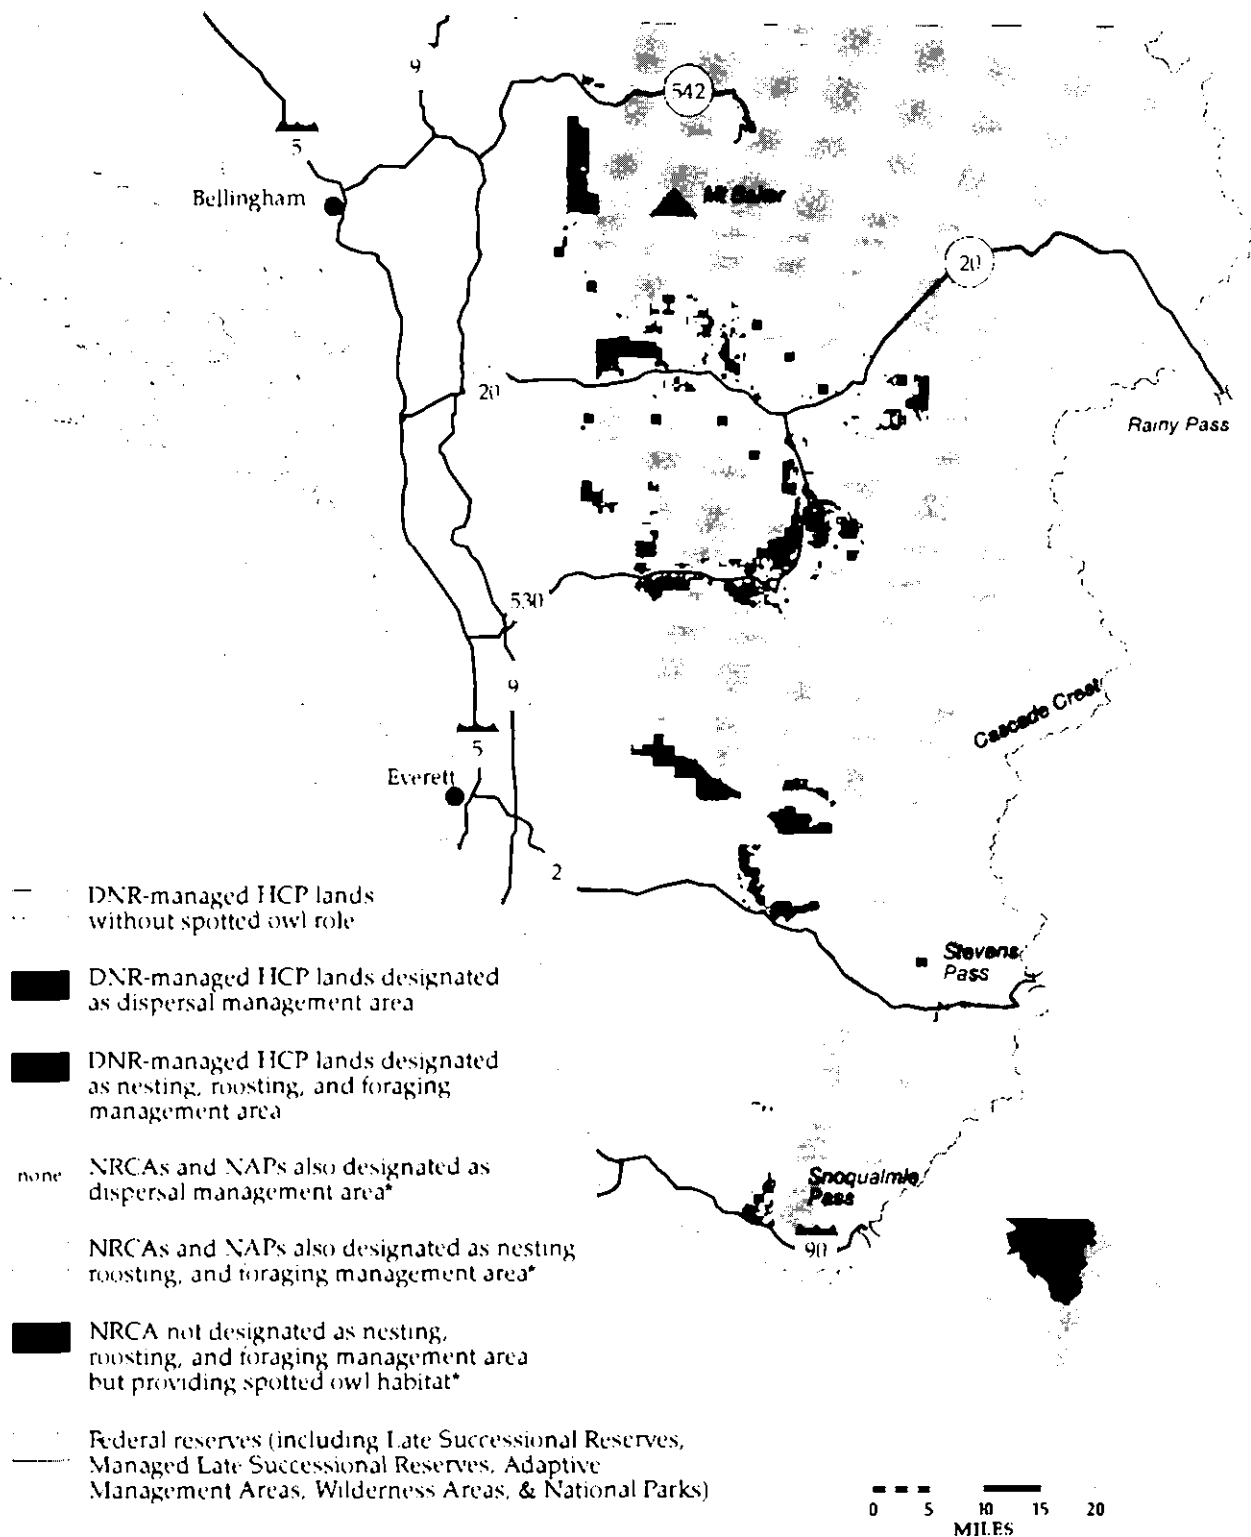 9
542
5
Bellingham
Mt Baker
20
20
Rainy Pass
530
9
Cascade Crest
5
Everett
2
DNR-managed HCP lands
without spotted owl role
Stevens
Pass
DNR-managed HCP lands designated
as dispersal management area
DNR-managed HCP lands designated
as nesting, roosting, and foraging
management area
none
NRCAs and NAPs also designated as
dispersal management area*
Snoqualmie
Pass
90
NRCAs and NAPs also designated as nesting
roosting, and foraging management area*
NRCA not designated as nesting,
roosting, and foraging management area
but providing spotted owl habitat*
Federal reserves (including Late Successional Reserves,
Managed Late Successional Reserves, Adaptive
Management Areas, Wilderness Areas, & National Parks)
0 5 10 15 20
MILES